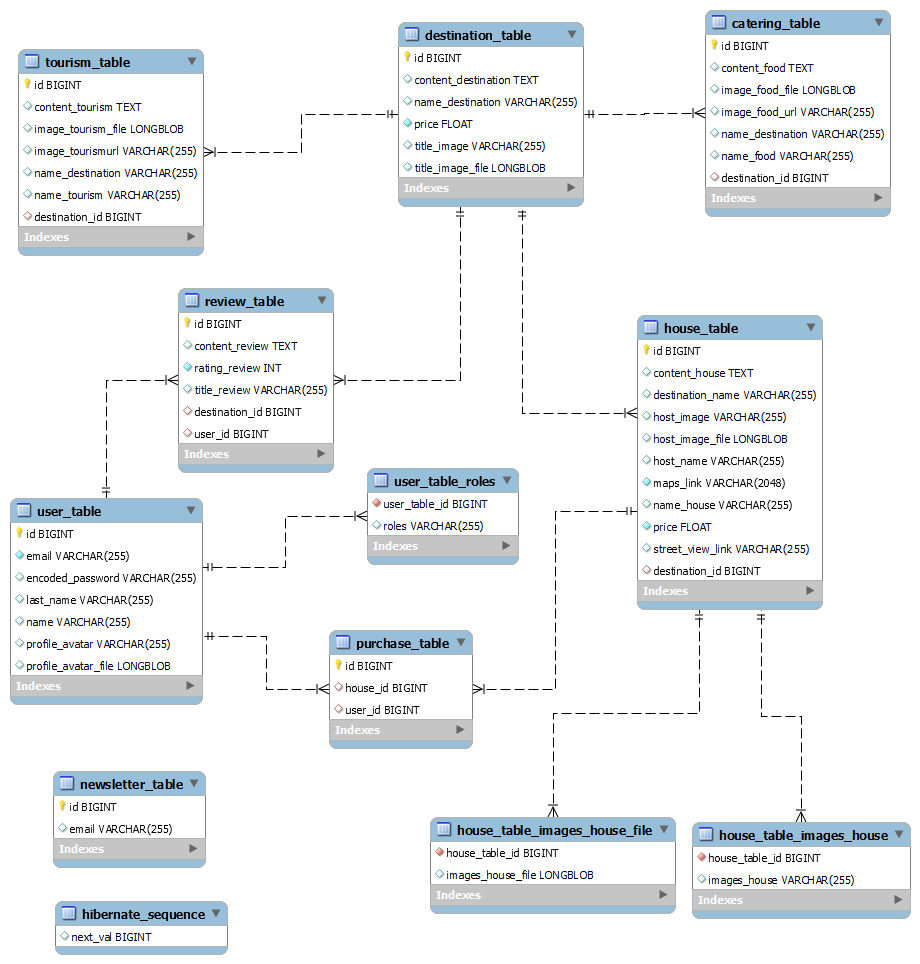 tourism_table
id BIGINT
content_tourism TEXT
image_tourism_file LONGBLOB
image_tourismurl VARCHAR(255)
name_destination VARCHAR(255)
name_tourism VARCHAR(255)
destination_id BIGINT
Indexes
destination_table
id BIGINT
content_destination TEXT
name_destination VARCHAR(255)
price FLOAT
title_image VARCHAR(255)
title_image_file LONGBLOB
Indexes
catering_table
id BIGINT
content_food TEXT
image_food_file LONGBLOB
image_food_url VARCHAR(255)
name_destination VARCHAR(255)
name_food VARCHAR(255)
destination_id BIGINT
Indexes
review_table
id BIGINT
content_review TEXT
rating_review INT
title_review VARCHAR(255)
destination_id BIGINT
user_id BIGINT
Indexes
house_table
id BIGINT
content_house TEXT
destination_name VARCHAR(255)
host_image VARCHAR(255)
host_image_file LONGBLOB
host_name VARCHAR(255)
maps_link VARCHAR(2048)
name_house VARCHAR(255)
price FLOAT
street_view_link VARCHAR(255)
destination_id BIGINT
Indexes
user_table_roles
user_table_id BIGINT
roles VARCHAR(255)
Indexes
user_table
id BIGINT
email VARCHAR(255)
encoded_password VARCHAR(255)
last_name VARCHAR(255)
name VARCHAR(255)
profile_avatar VARCHAR(255)
profile_avatar_file LONGBLOB
Indexes
purchase_table
id BIGINT
house_id BIGINT
user_id BIGINT
Indexes
newsletter_table
id BIGINT
email VARCHAR(255)
Indexes
house_table_images_house_file
house_table_id BIGINT
images_house_file LONGBLOB
Indexes
house_table_images_house
house_table_id BIGINT
images_house VARCHAR(255)
Indexes
hibernate_sequence
next_val BIGINT